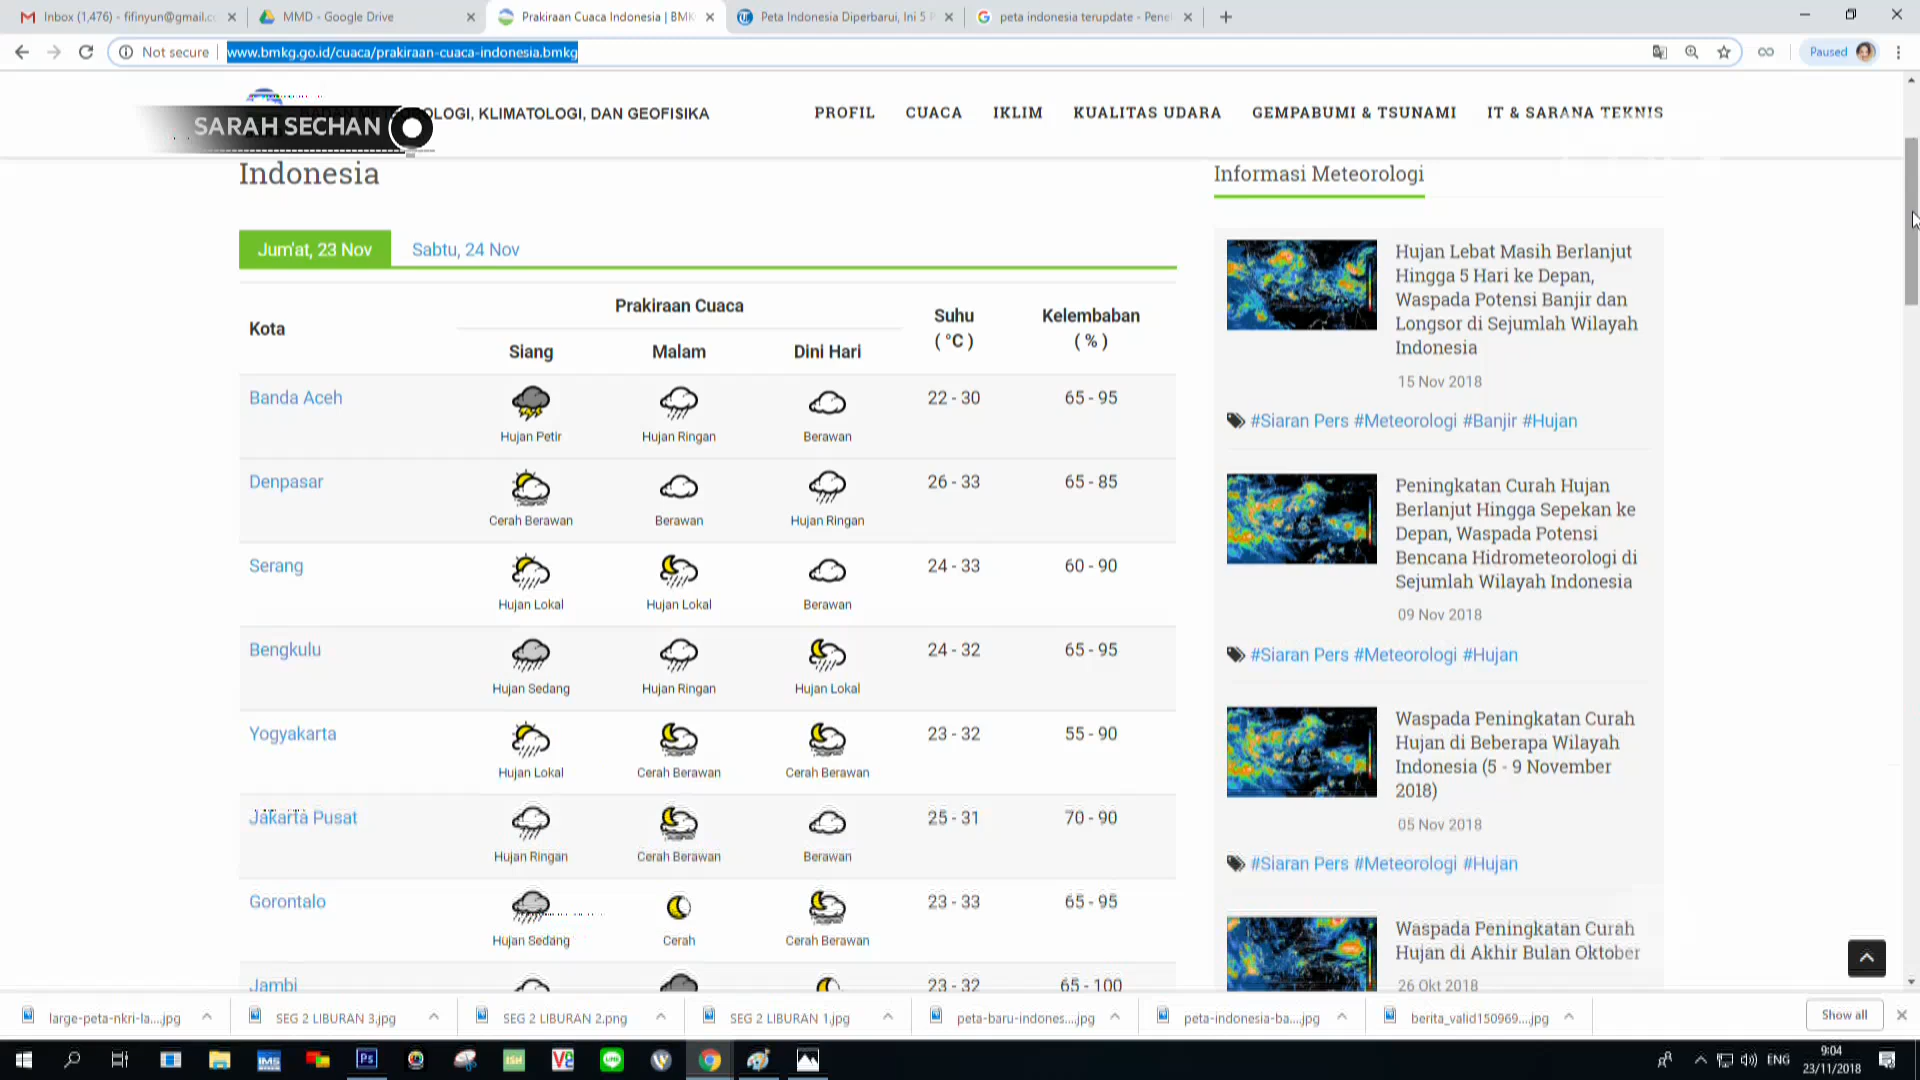 Inbox (1,476) - fifinyun@gmail.c
MMD - Google Drive
Prakiraan Cuaca Indonesia | BMK
Peta Indonesia Diperbarui, Ini 5
peta indonesia terupdate - Pene
Not secure
www.bmkg.go.id/cuaca/prakiraan-cuaca-indonesia.bmkg
Paused
SARAH SECHAN
OLOGI, KLIMATOLOGI, DAN GEOFISIKA
PROFIL
CUACA
IKLIM
KUALITAS UDARA
GEMPABUMI & TSUNAMI
IT & SARANA TEKNIS
Indonesia
Jum'at, 23 Nov
Sabtu, 24 Nov
Kota
Prakiraan Cuaca
Suhu
( °C )
Kelembaban
( % )
Siang
Malam
Dini Hari
Banda Aceh
Hujan Petir
Hujan Ringan
Berawan
22 - 30
65 - 95
Denpasar
Cerah Berawan
Berawan
Hujan Ringan
26 - 33
65 - 85
Serang
Hujan Lokal
Hujan Lokal
Berawan
24 - 33
60 - 90
Bengkulu
Hujan Sedang
Hujan Ringan
Hujan Lokal
24 - 32
65 - 95
Yogyakarta
Hujan Lokal
Cerah Berawan
Cerah Berawan
23 - 32
55 - 90
Jakarta Pusat
Hujan Ringan
Cerah Berawan
Berawan
25 - 31
70 - 90
Gorontalo
Hujan Sedang
Cerah
Cerah Berawan
23 - 33
65 - 95
Jambi
23 - 32
65 - 100
Informasi Meteorologi
Hujan Lebat Masih Berlanjut
Hingga 5 Hari ke Depan,
Waspada Potensi Banjir dan
Longsor di Sejumlah Wilayah
Indonesia
15 Nov 2018
#Siaran Pers #Meteorologi #Banjir #Hujan
Peningkatan Curah Hujan
Berlanjut Hingga Sepekan ke
Depan, Waspada Potensi
Bencana Hidrometeorologi di
Sejumlah Wilayah Indonesia
09 Nov 2018
#Siaran Pers #Meteorologi #Hujan
Waspada Peningkatan Curah
Hujan di Beberapa Wilayah
Indonesia (5 - 9 November
2018)
05 Nov 2018
#Siaran Pers #Meteorologi #Hujan
Waspada Peningkatan Curah
Hujan di Akhir Bulan Oktober
26 Okt 2018
large-peta-nkri-la....jpg
SEG 2 LIBURAN 3.jpg
SEG 2 LIBURAN 2.png
SEG 2 LIBURAN 1.jpg
peta-baru-indones....jpg
peta-indonesia-ba....jpg
berita_valid150969....jpg
Show all
IMS
Ps
ISH
LINE
ENG
9:04
23/11/2018